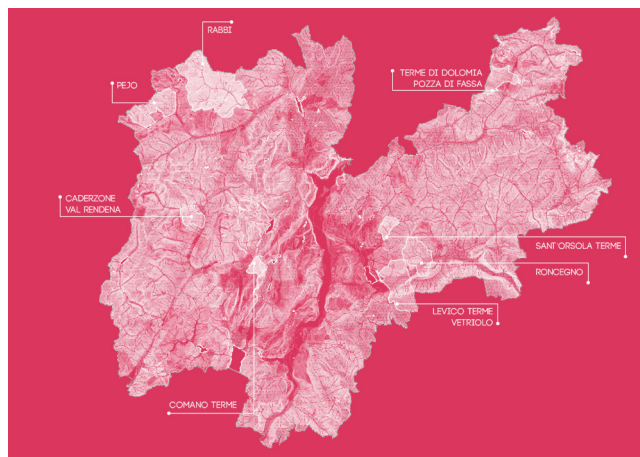 RABBI
PEJO
TERME DI DOLOMIA
POZZA DI FASSA
CADERZONE
VAL RENDENA
SANT'ORSOLA TERME
RONCEGNO
LEVICO TERME
VETRIOLO
COMANO TERME